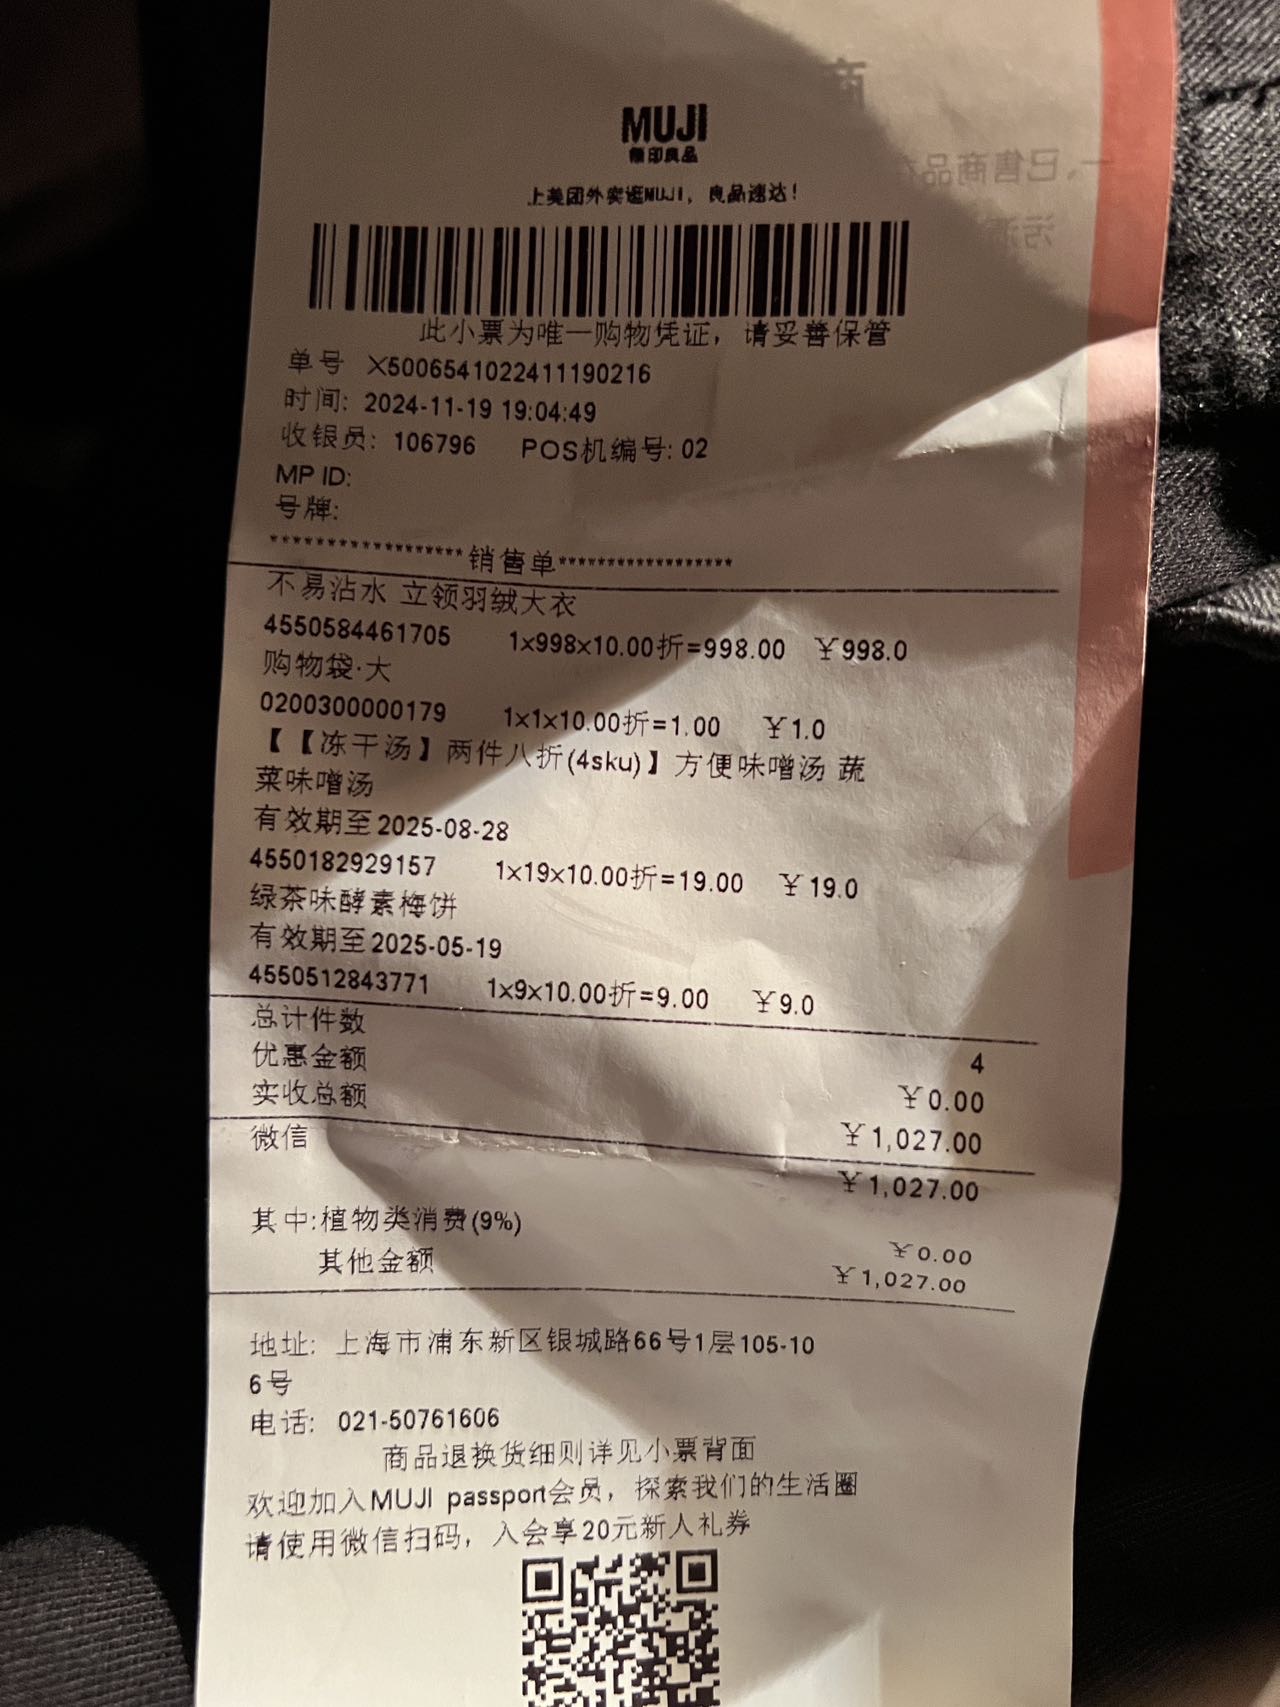 MUJI
無印良品
上美团外卖逛MUJI，良品速达！
此小票为唯一购物凭证，请妥善保管
单号 X5006541022411190216
时间: 2024-11-19 19:04:49
收银员: 106796 POS机编号: 02
MP ID:
号牌:
******************销售单******************
不易沾水 立领羽绒大衣
4550584461705 1x998x10.00折=998.00 ¥998.0
购物袋·大
0200300000179 1x1x10.00折=1.00 ¥1.0
【【冻干汤】两件八折(4sku)】方便味噌汤 蔬
菜味噌汤
有效期至2025-08-28
4550182929157 1x19x10.00折=19.00 ¥19.0
绿茶味酵素梅饼
有效期至2025-05-19
4550512843771 1x9x10.00折=9.00 ¥9.0
总计件数 4
优惠金额 ¥0.00
实收总额 ¥1,027.00
微信 ¥1,027.00
其中:植物类消费(9%) ¥0.00
其他金额 ¥1,027.00
地址: 上海市浦东新区银城路66号1层105-10
6号
电话: 021-50761606
商品退换货细则详见小票背面
欢迎加入MUJI passport会员，探索我们的生活圈
请使用微信扫码，入会享20元新人礼券